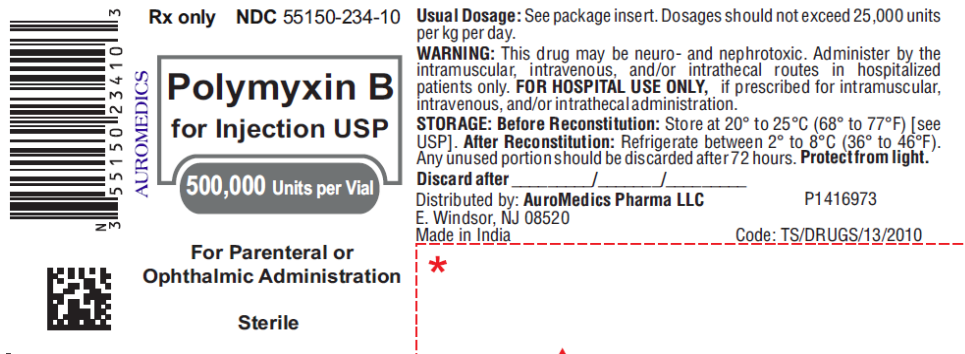 Rx only NDC 55150-234-10
N
3
55150 23410
3
AUROMEDICS
Polymyxin B
for Injection USP
500,000 Units per Vial
For Parenteral or
Ophthalmic Administration
Sterile
Usual Dosage: See package insert. Dosages should not exceed 25,000 units
per kg per day.
WARNING: This drug may be neuro- and nephrotoxic. Administer by the
intramuscular, intravenous, and/or intrathecal routes in hospitalized
patients only. FOR HOSPITAL USE ONLY, if prescribed for intramuscular,
intravenous, and/or intrathecal administration.
STORAGE: Before Reconstitution: Store at 20° to 25°C (68° to 77°F) [see
USP]. After Reconstitution: Refrigerate between 2° to 8°C (36° to 46°F).
Any unused portion should be discarded after 72 hours. Protect from light.
Discard after _________/_______/_________
Distributed by: AuroMedics Pharma LLC P1416973
E. Windsor, NJ 08520
Made in India Code: TS/DRUGS/13/2010
*